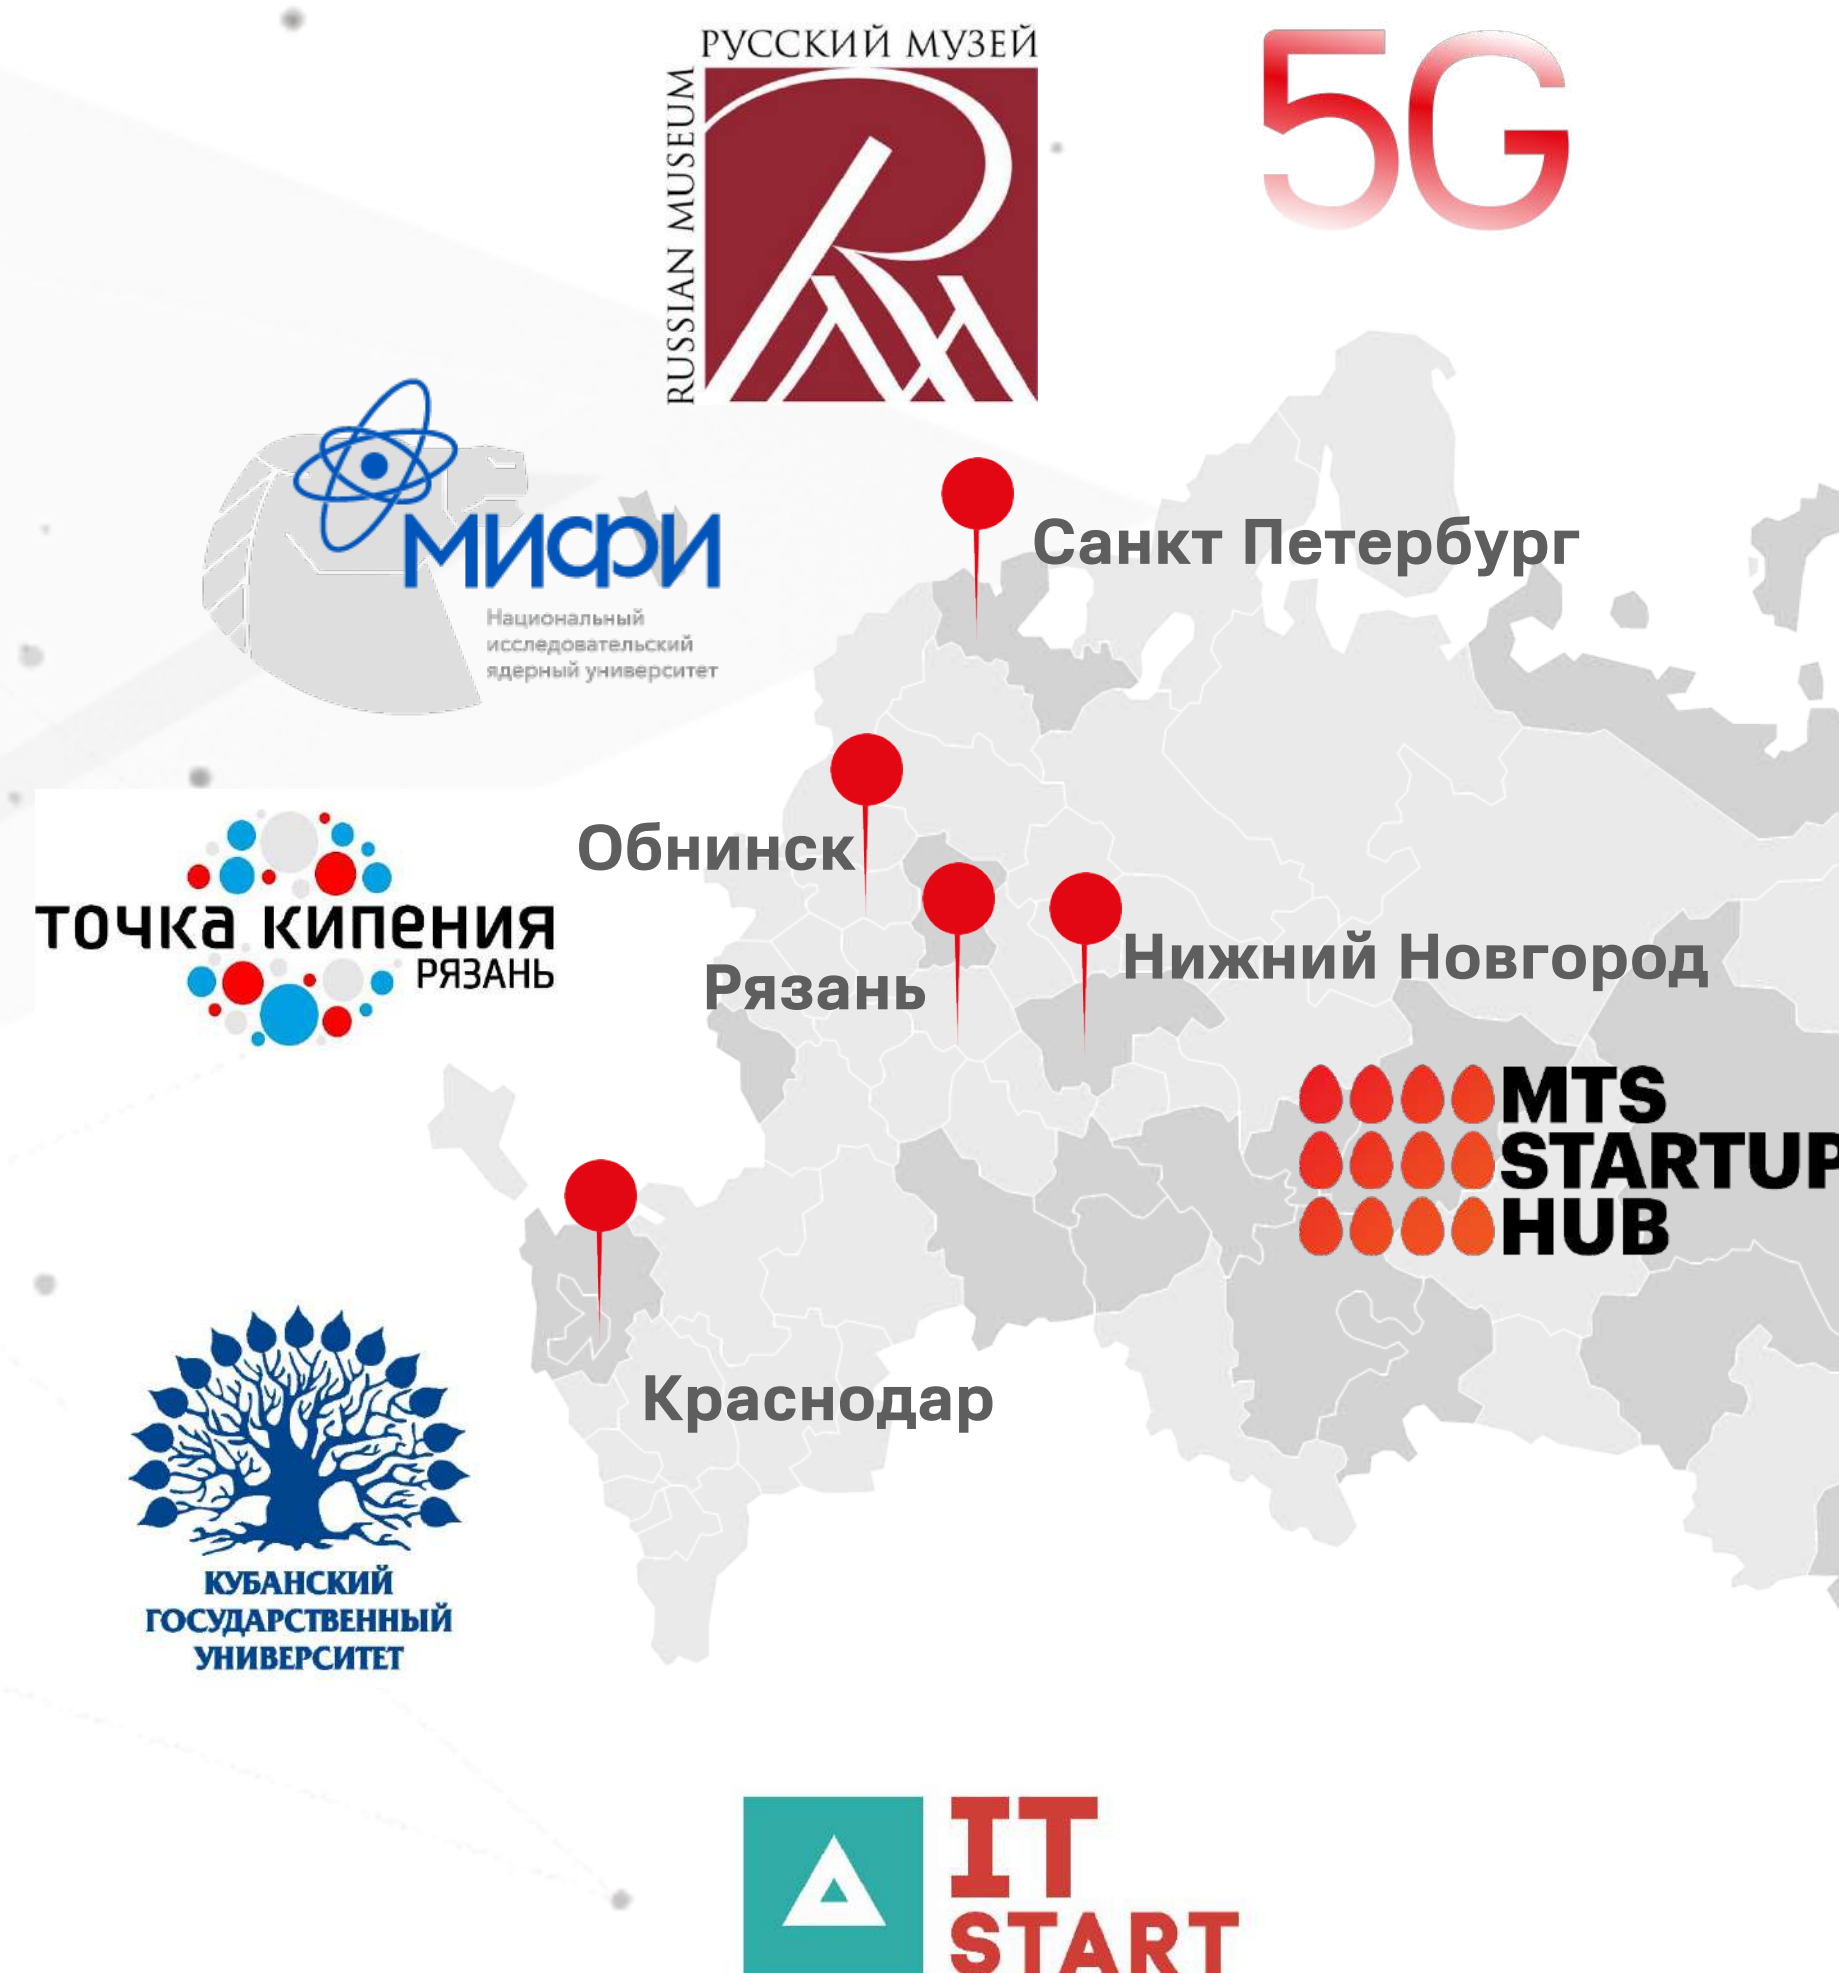 РУССКИЙ МУЗЕЙ
RUSSIAN MUSEUM
5G
МИФИ
Национальный
исследовательский
ядерный университет
Санкт Петербург
Обнинск
точка кипения
РЯЗАНЬ
Рязань
Нижний Новгород
MTS
STARTUP
HUB
Краснодар
КУБАНСКИЙ
ГОСУДАРСТВЕННЫЙ
УНИВЕРСИТЕТ
IT
START